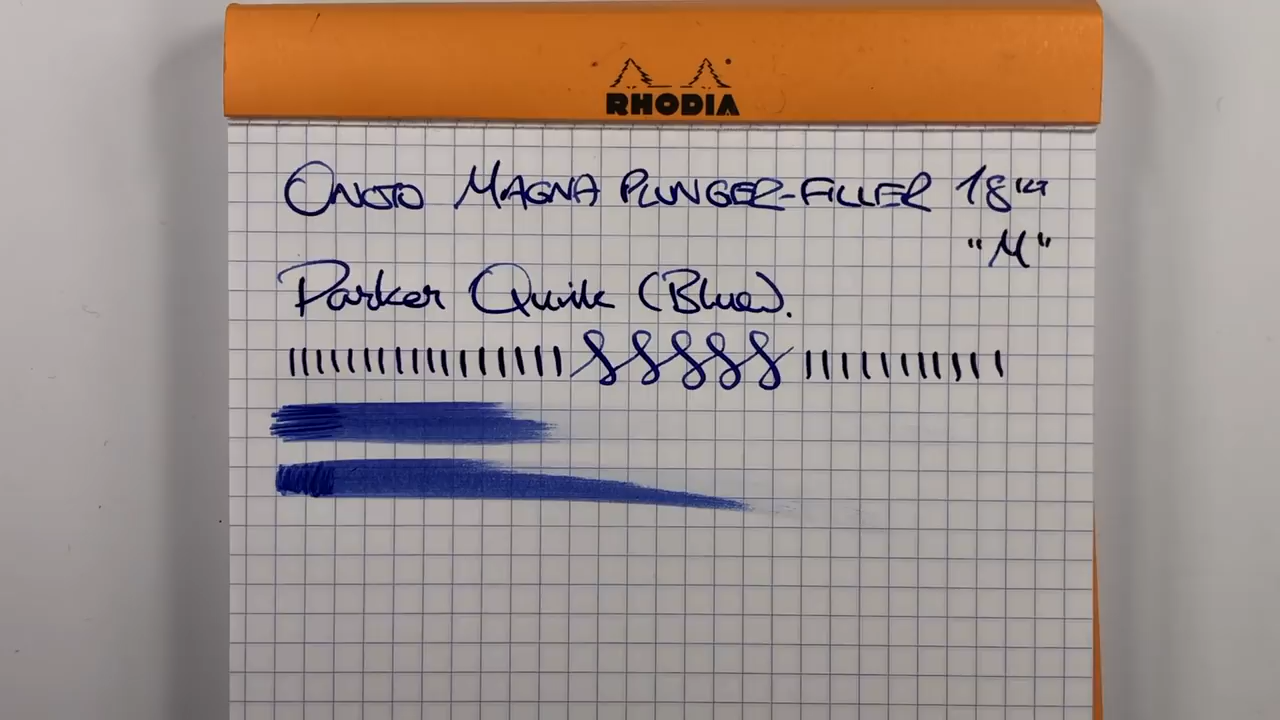 RHODIA
ONOTO MAGNA PLUNGER-FILLER 18ct
"M"
Parker Quink (Blue).